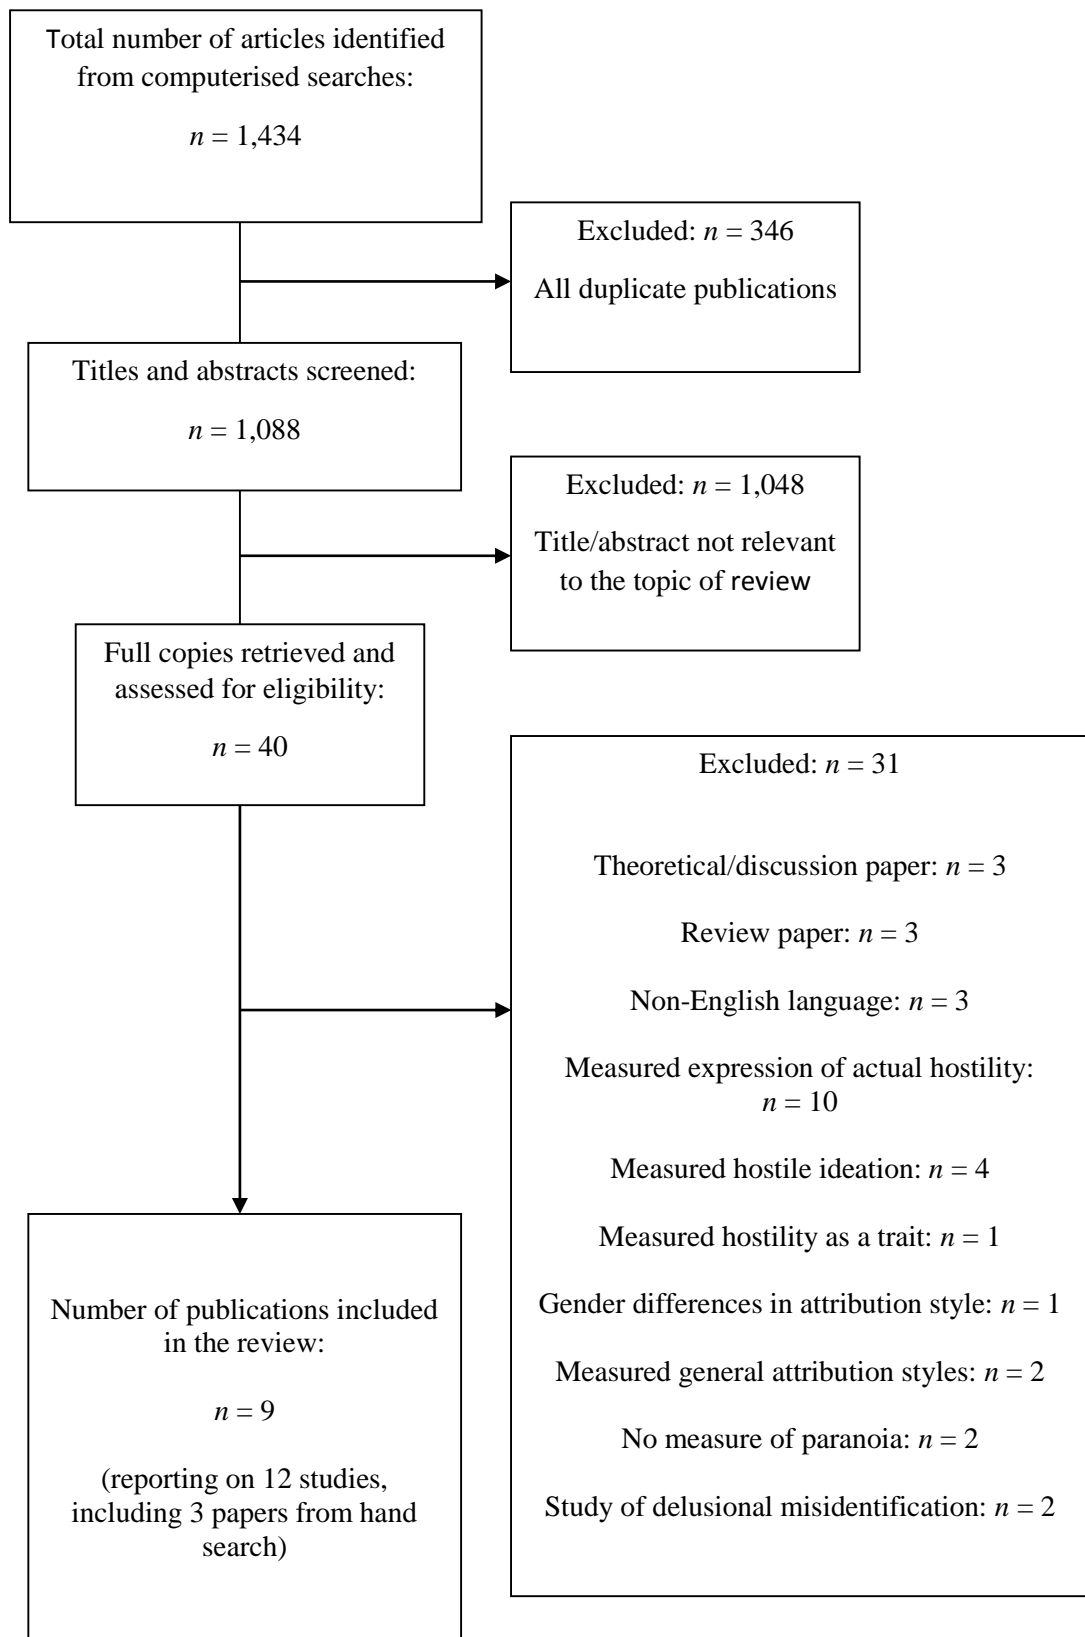 Total number of articles identified
from computerised searches:
n = 1,434
Excluded: n = 346
All duplicate publications
Titles and abstracts screened:
n = 1,088
Excluded: n = 1,048
Title/abstract not relevant
to the topic of review
Full copies retrieved and
assessed for eligibility:
n = 40
Excluded: n = 31
Theoretical/discussion paper: n = 3
Review paper: n = 3
Non-English language: n = 3
Measured expression of actual hostility:
n = 10
Measured hostile ideation: n = 4
Measured hostility as a trait: n = 1
Gender differences in attribution style: n = 1
Measured general attribution styles: n = 2
No measure of paranoia: n = 2
Study of delusional misidentification: n = 2
Number of publications included
in the review:
n = 9
(reporting on 12 studies,
including 3 papers from hand
search)